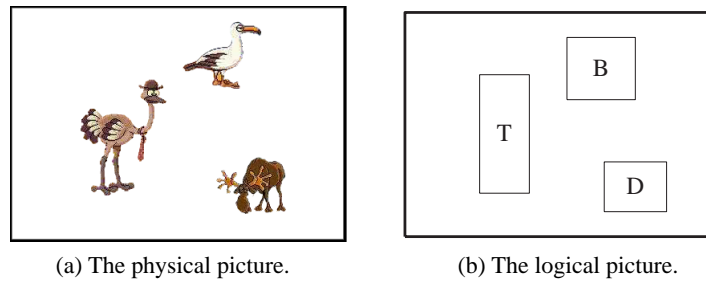 B
T
D
(a) The physical picture.
(b) The logical picture.